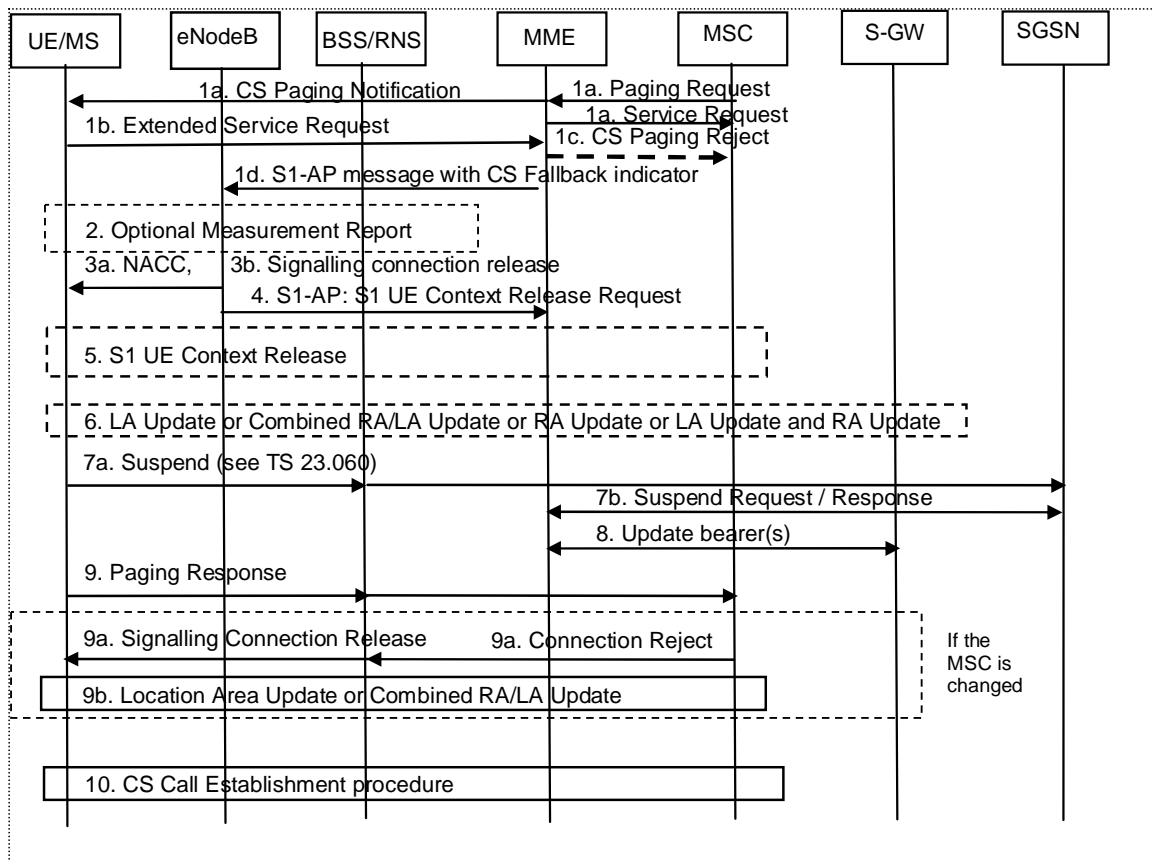 UE/MS
eNodeB
BSS/RNS
MME
MSC
S-GW
SGSN
1a. CS Paging Notification
1a. Paging Request
1a. Service Request
1b. Extended Service Request
1c. CS Paging Reject
1d. S1-AP message with CS Fallback indicator
2. Optional Measurement Report
3a. NACC,
3b. Signalling connection release
4. S1-AP: S1 UE Context Release Request
5. S1 UE Context Release
6. LA Update or Combined RA/LA Update or RA Update or LA Update and RA Update
7a. Suspend (see TS 23.060)
7b. Suspend Request / Response
8. Update bearer(s)
9. Paging Response
9a. Signalling Connection Release
9a. Connection Reject
If the
MSC is
changed
9b. Location Area Update or Combined RA/LA Update
10. CS Call Establishment procedure